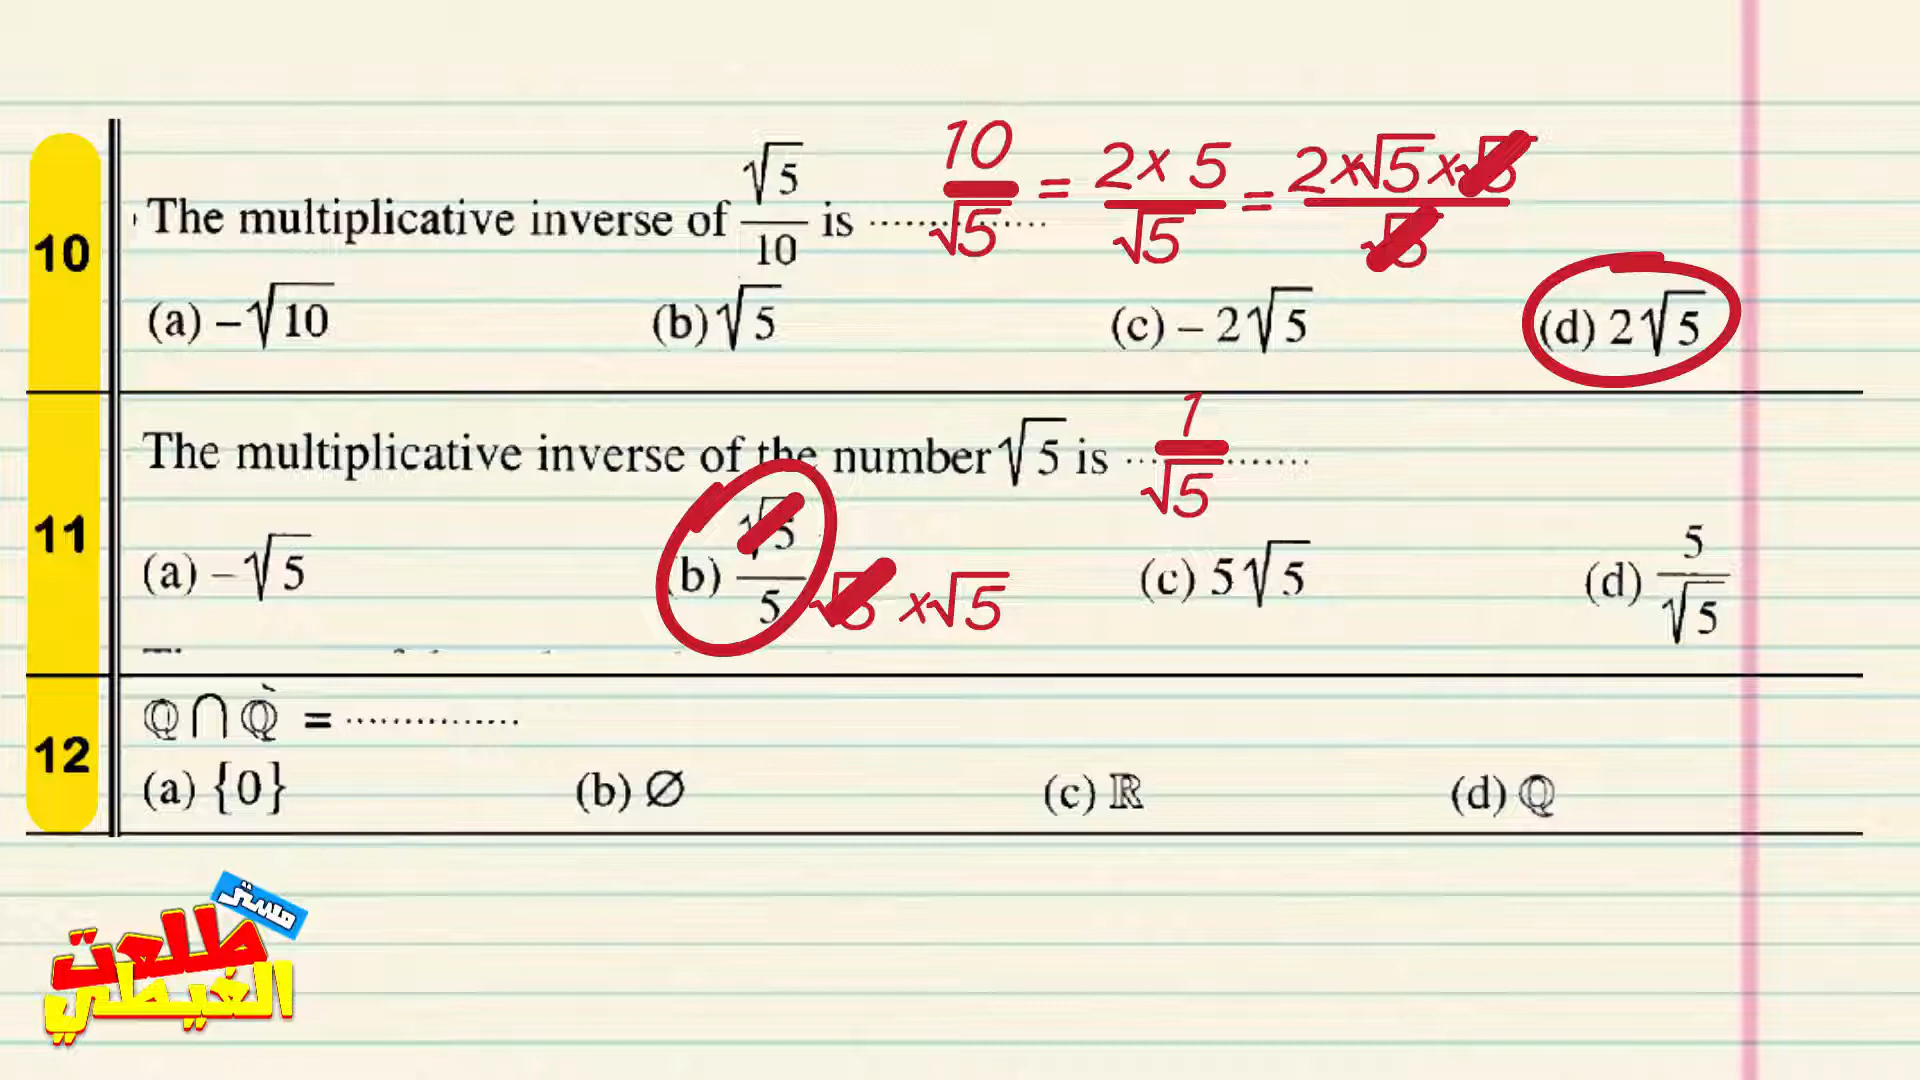 10
The multiplicative inverse of √5/10 is ............ 10/√5 = 2×5/√5 = 2×√5×√5/√5
(a) –√10 (b) √5 (c) – 2√5 (d) 2√5
11
The multiplicative inverse of the number √5 is ............ 1/√5
(a) –√5 (b) √5/5 √5 ×√5 (c) 5√5 (d) 5/√5
12
ℚ ∩ ℚ̀ = ...............
(a) {0} (b) ∅ (c) ℝ (d) ℚ
مستر
طلعت
الغيطي